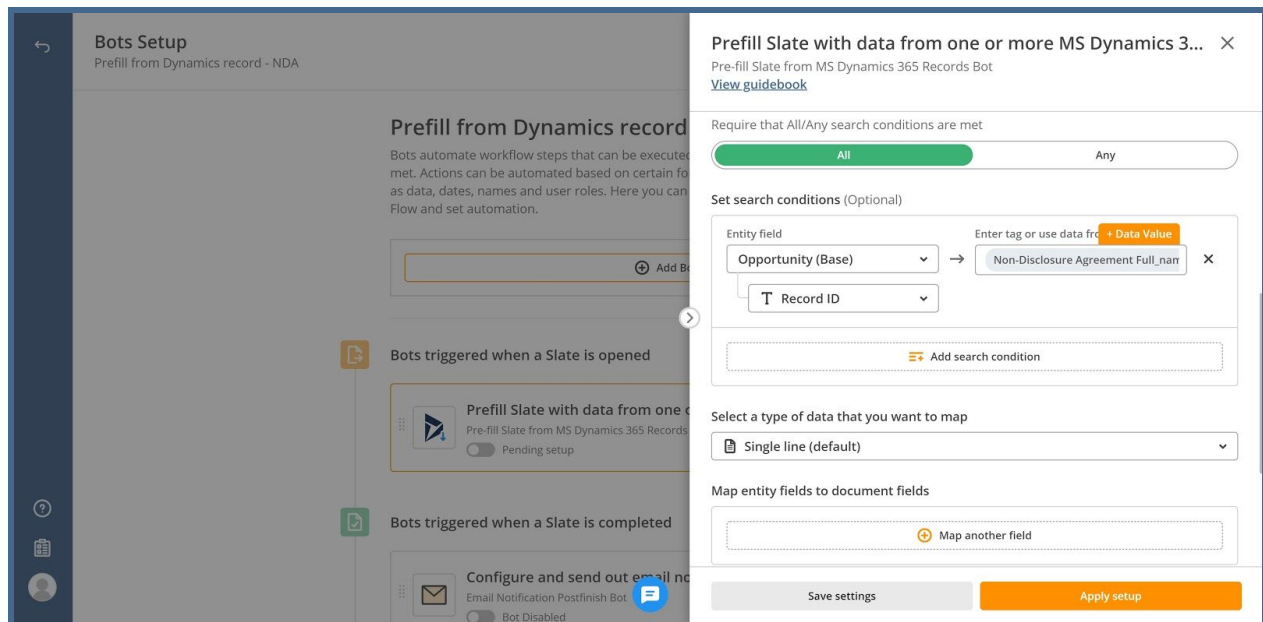 Bots Setup
Prefill from Dynamics record - NDA
Prefill from Dynamics record
Bots automate workflow steps that can be executed
met. Actions can be automated based on certain fo
as data, dates, names and user roles. Here you can
Flow and set automation.
Add Bo
Bots triggered when a Slate is opened
Prefill Slate with data from one o
Pre-fill Slate from MS Dynamics 365 Records
Pending setup
Bots triggered when a Slate is completed
Configure and send out email no
Email Notification Postfinish Bot
Bot Disabled
Prefill Slate with data from one or more MS Dynamics 3...
Pre-fill Slate from MS Dynamics 365 Records Bot
View guidebook
Require that All/Any search conditions are met
All
Any
Set search conditions (Optional)
Entity field
Enter tag or use data fro
+ Data Value
Opportunity (Base)
Non-Disclosure Agreement Full_nam
T Record ID
Add search condition
Select a type of data that you want to map
Single line (default)
Map entity fields to document fields
Map another field
Save settings
Apply setup